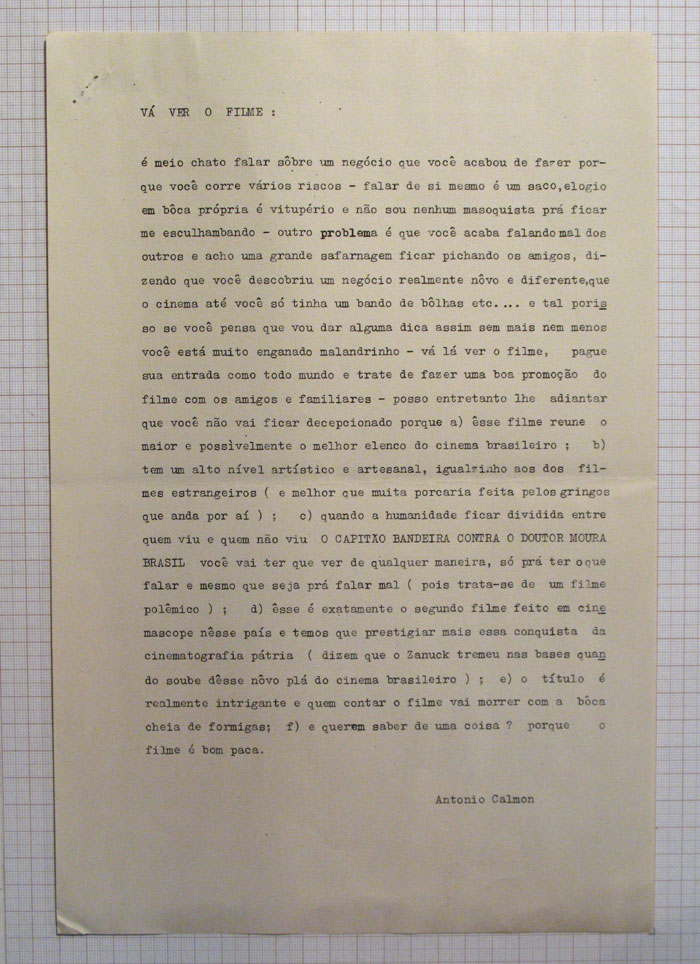 VÁ VER O FILME :
é meio chato falar sôbre um negócio que você acabou de fazer por-
que você corre vários riscos - falar de si mesmo é um saco,elogio
em bôca própria é vitupério e não sou nenhum masoquista prá ficar
me esculhambando - outro problema é que você acaba falando mal dos
outros e acho uma grande safarnagem ficar pichando os amigos, di-
zendo que você descobriu um negócio realmente nôvo e diferente,que
o cinema até você só tinha um bando de bôlhas etc.... e tal poris
so se você pensa que vou dar alguma dica assim sem mais nem menos
você está muito enganado malandrinho - vá lá ver o filme, pague
sua entrada como todo mundo e trate de fazer uma boa promoção do
filme com os amigos e familiares - posso entretanto lhe adiantar
que você não vai ficar decepcionado porque a) êsse filme reune o
maior e possìvelmente o melhor elenco do cinema brasileiro ; b)
tem um alto nível artístico e artesanal, igualzinho aos dos fil-
mes estrangeiros ( e melhor que muita porcaria feita pelos gringos
que anda por aí ) ; c) quando a humanidade ficar dividida entre
quem viu e quem não viu O CAPITÃO BANDEIRA CONTRA O DOUTOR MOURA
BRASIL você vai ter que ver de qualquer maneira, só prá ter oque
falar e mesmo que seja prá falar mal ( pois trata-se de um filme
polêmico ) ; d) êsse é exatamente o segundo filme feito em cine
mascope nêsse país e temos que prestigiar mais essa conquista da
cinematografia pátria ( dizem que o Zanuck tremeu nas bases quan
do soube dêsse nôvo plá do cinema brasileiro ) ; e) o título é
realmente intrigante e quem contar o filme vai morrer com a bôca
cheia de formigas; f) e querem saber de uma coisa ? porque o
filme é bom paca.
Antonio Calmon